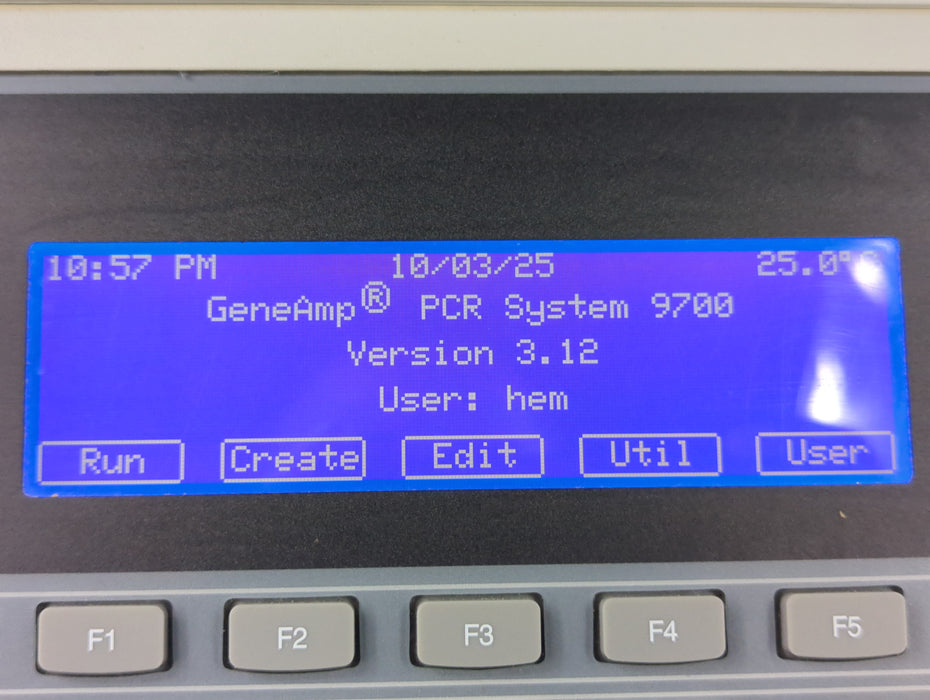 10:57 PM 10/03/25 25.0°C
GeneAmp® PCR System 9700
Version 3.12
User: hem
Run Create Edit Util User
F1 F2 F3 F4 F5